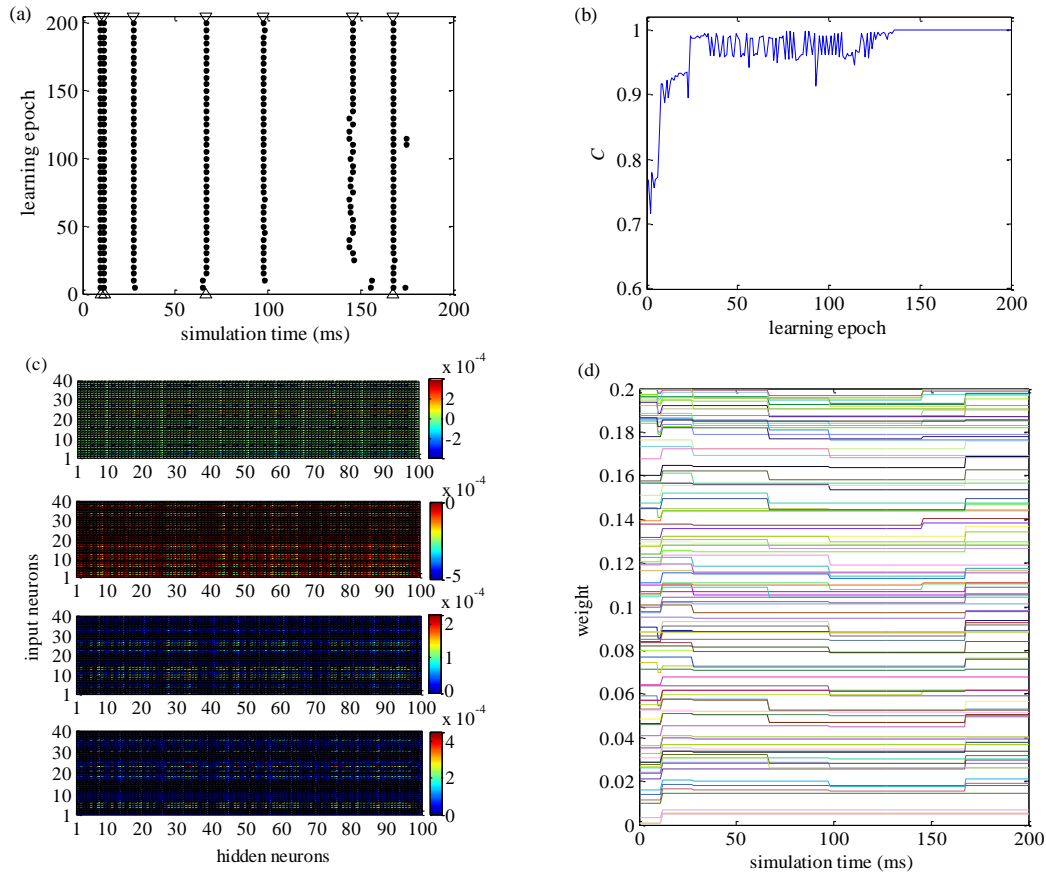 (a)
200
150
100
50
0
learning epoch
0 50 100 150 200
simulation time (ms)
(b)
1
0.9
0.8
0.7
0.6
C
0 50 100 150 200
learning epoch
(c)
x 10-4
40
30
20
10
1
2
0
-2
1 10 20 30 40 50 60 70 80 90 100
x 10-4
40
30
20
10
1
0
-5
1 10 20 30 40 50 60 70 80 90 100
x 10-4
40
30
20
10
1
2
1
0
1 10 20 30 40 50 60 70 80 90 100
x 10-4
40
30
20
10
1
4
2
0
1 10 20 30 40 50 60 70 80 90 100
input neurons
hidden neurons
(d)
0.2
0.18
0.16
0.14
0.12
0.1
0.08
0.06
0.04
0.02
0
weight
0 50 100 150 200
simulation time (ms)